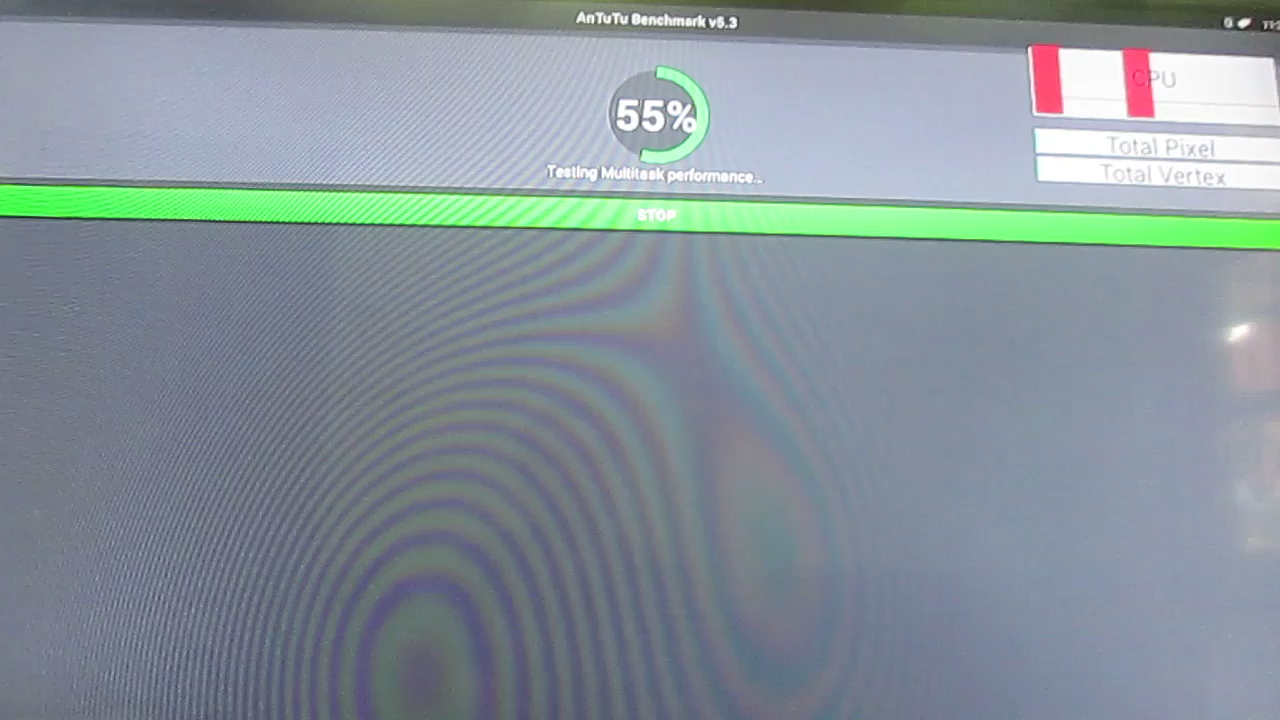 AnTuTu Benchmark v5.3
55%
Testing Multitask performance...
CPU
Total Pixel
Total Vertex
STOP